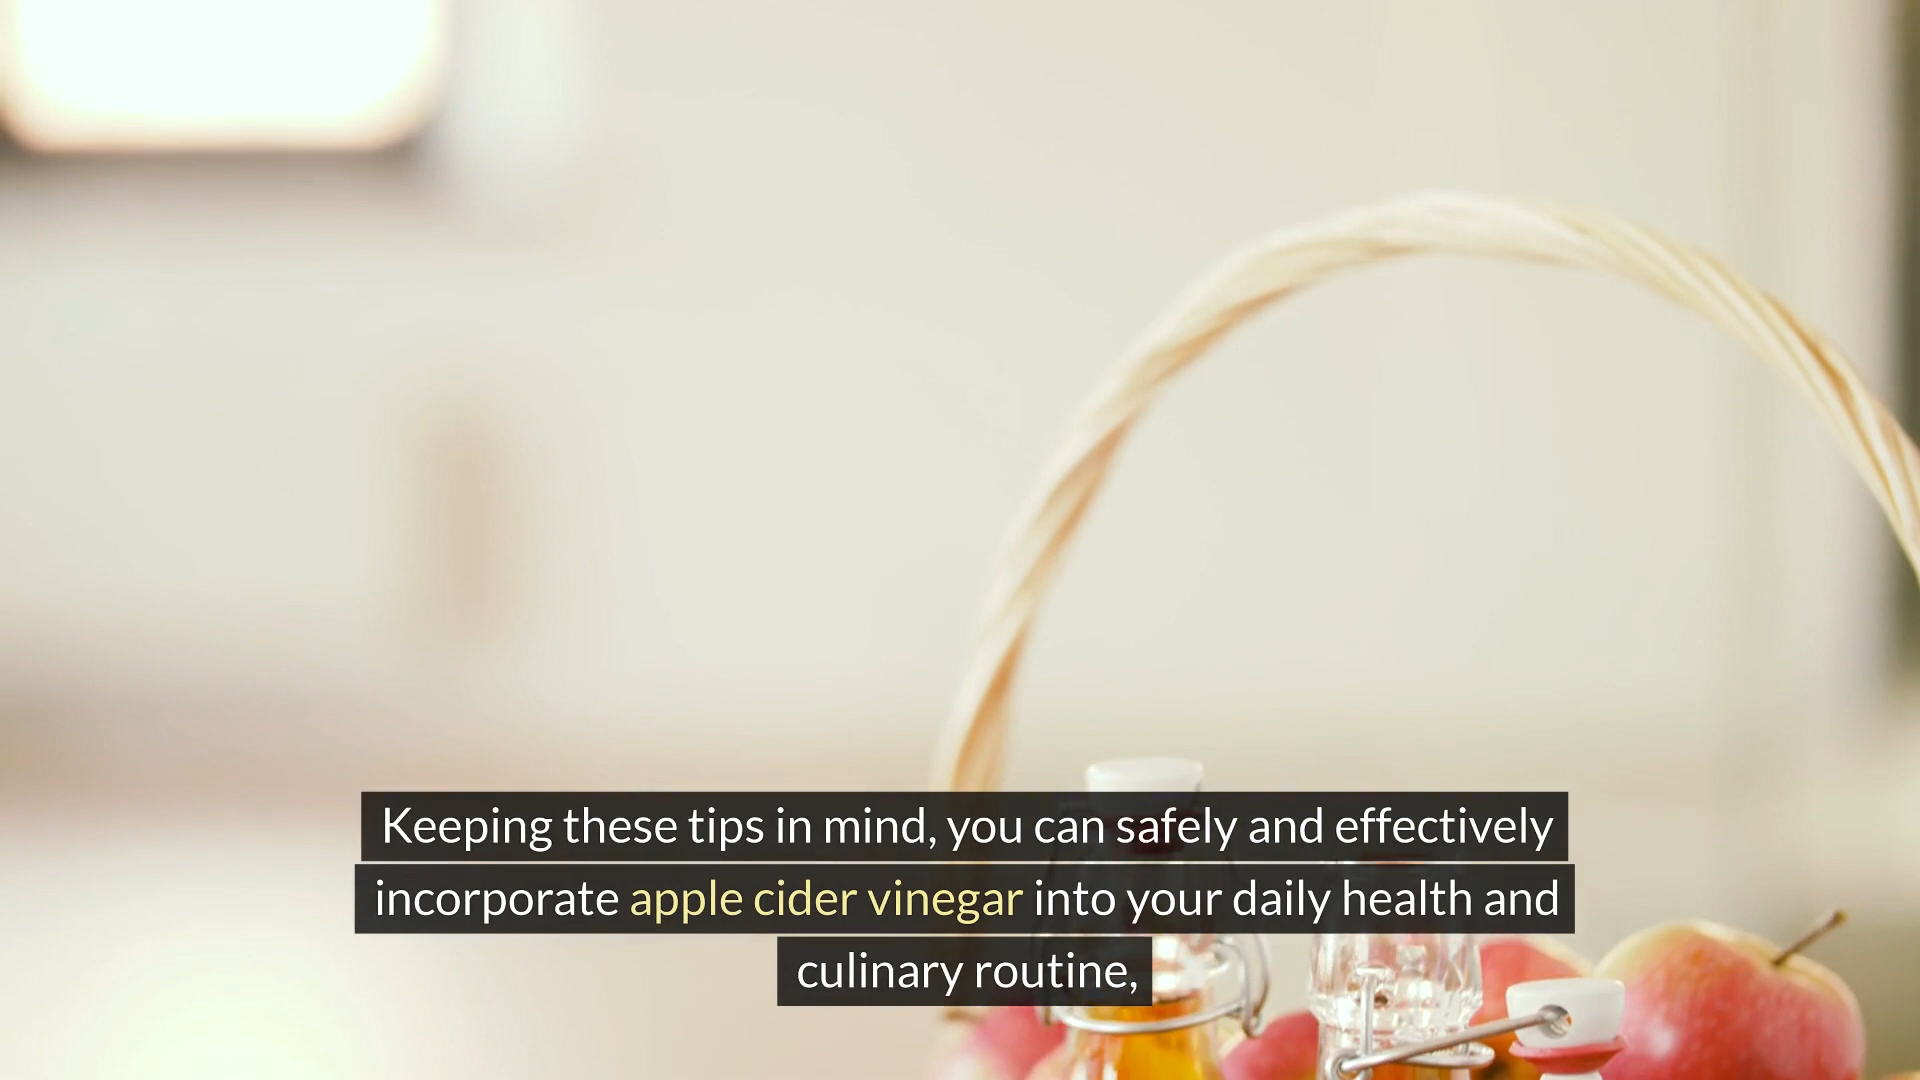 Keeping these tips in mind, you can safely and effectively
incorporate apple cider vinegar into your daily health and
culinary routine,